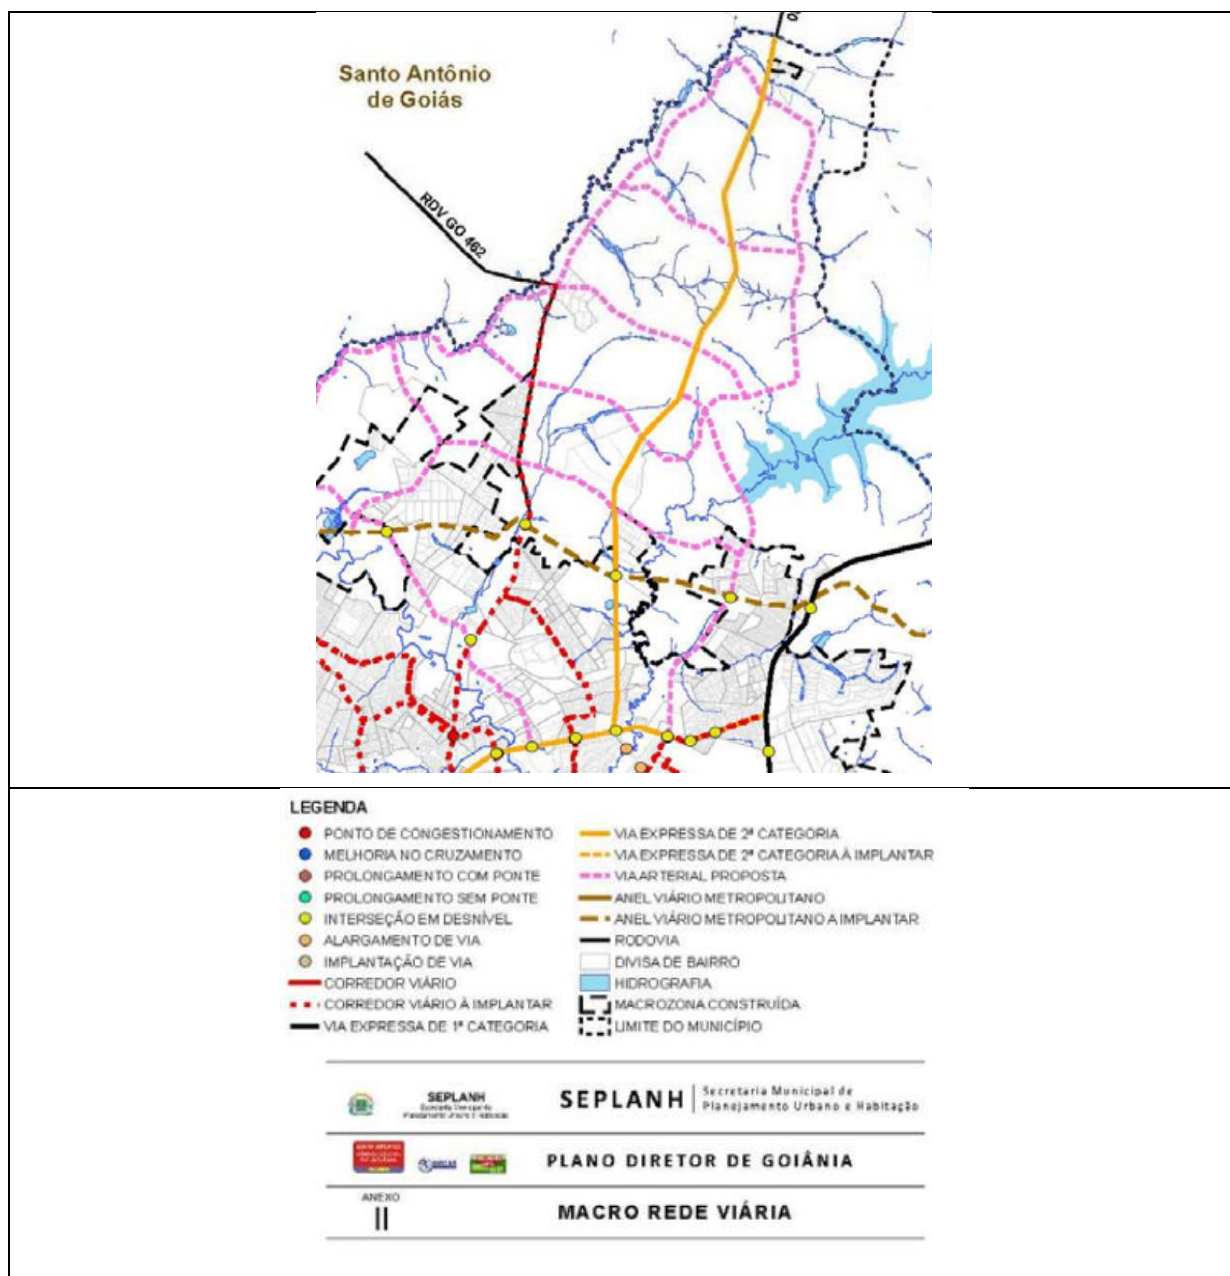 Santo Antônio
de Goiás
RDV GO 462
LEGENDA
PONTO DE CONGESTIONAMENTO
MELHORIA NO CRUZAMENTO
PROLONGAMENTO COM PONTE
PROLONGAMENTO SEM PONTE
INTERSEÇÃO EM DESNÍVEL
ALARGAMENTO DE VIA
IMPLANTAÇÃO DE VIA
CORREDOR VIÁRIO
CORREDOR VIÁRIO À IMPLANTAR
VIA EXPRESSA DE 1ª CATEGORIA
VIA EXPRESSA DE 2ª CATEGORIA
VIA EXPRESSA DE 2ª CATEGORIA À IMPLANTAR
VIA ARTERIAL PROPOSTA
ANEL VIÁRIO METROPOLITANO
ANEL VIÁRIO METROPOLITANO A IMPLANTAR
RODOVIA
DIVISA DE BAIRRO
HIDROGRAFIA
MACROZONA CONSTRUÍDA
LIMITE DO MUNICÍPIO
SEPLANH
SEPLANH
Secretaria Municipal de
Planejamento Urbano e Habitação
PLANO DIRETOR DE GOIÂNIA
ANEXO
II
MACRO REDE VIÁRIA